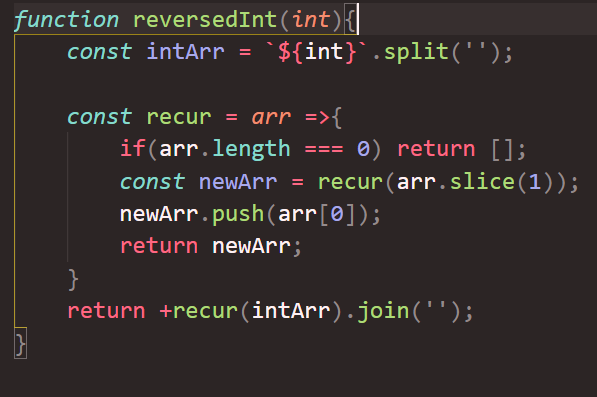 function reversedInt(int){
    const intArr = `${int}`.split('');

    const recur = arr =>{
        if(arr.length === 0) return [];
        const newArr = recur(arr.slice(1));
        newArr.push(arr[0]);
        return newArr;
    }
    return +recur(intArr).join('');
}